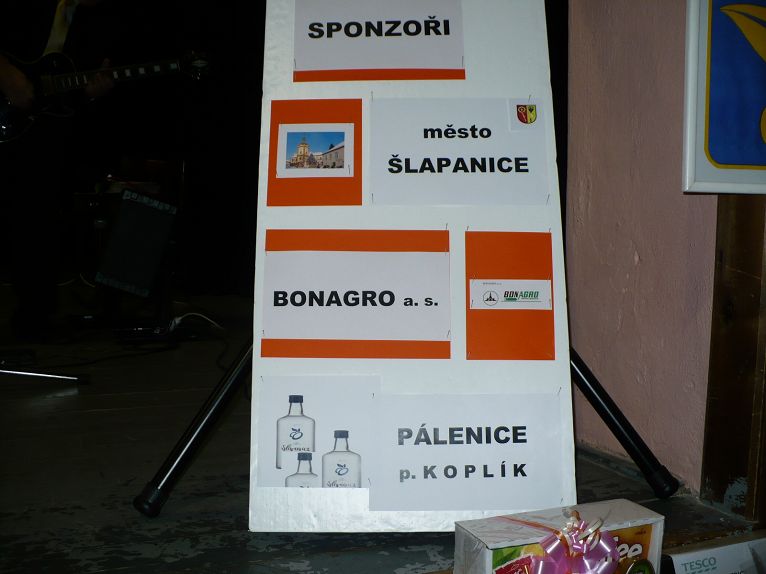 SPONZOŘI
město
ŠLAPANICE
BONAGRO a. s.
BONAGRO
PÁLENICE
p. KOPLÍK
TESCO